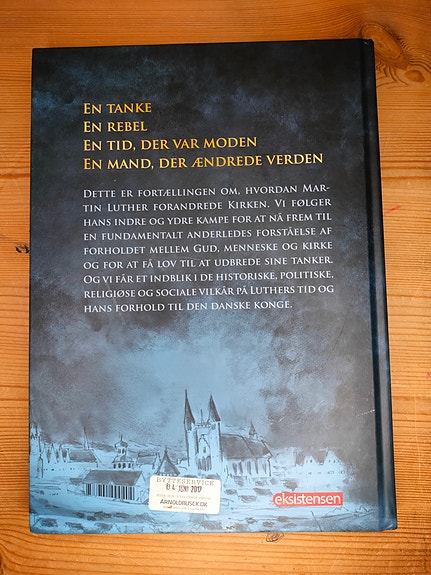 En tanke
En rebel
En tid, der var moden
En mand, der ændrede verden
Dette er fortællingen om, hvordan Mar-
tin Luther forandrede Kirken. Vi følger
hans indre og ydre kampe for at nå frem til
en fundamentalt anderledes forståelse af
forholdet mellem Gud, menneske og kirke
og for at få lov til at udbrede sine tanker.
Og vi får et indblik i de historiske, politiske,
religiøse og sociale vilkår på Luthers tid og
hans forhold til den danske konge.
BYTTESERVICE
04 JUNI 2017
ARNOLDBUSCK.DK
eksistensen